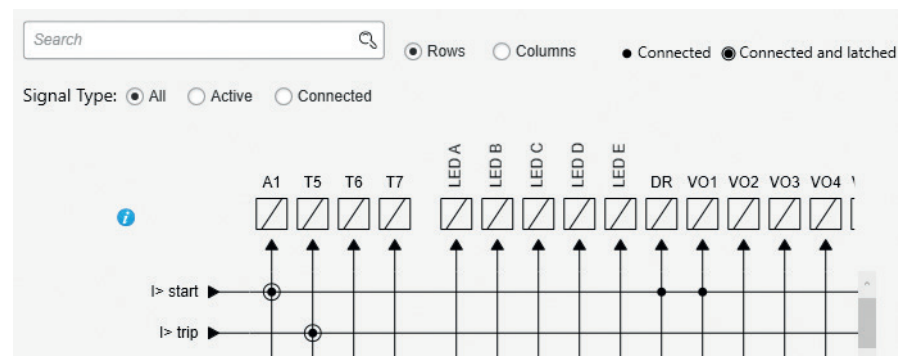 Search
Rows Columns Connected Connected and latched
Signal Type: All Active Connected
A1 T5 T6 T7 LED A LED B LED C LED D LED E DR VO1 VO2 VO3 VO4
i
I> start
I> trip